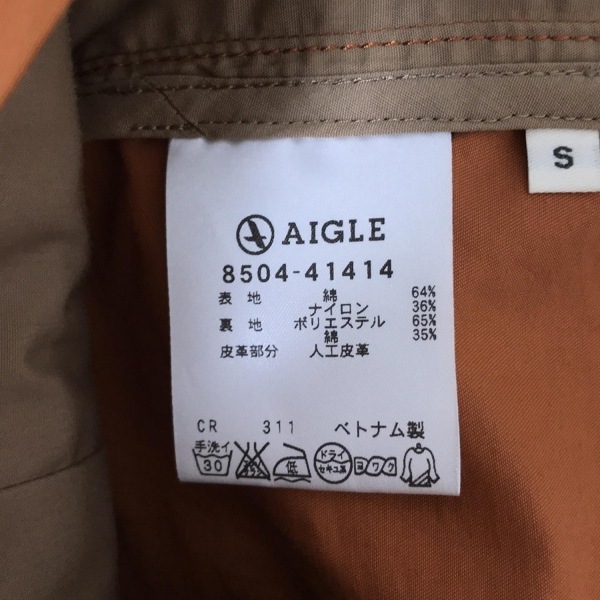 S
AIGLE
8504-41414
表 地 綿 64%
ナイロン 36%
裏 地 ポリエステル 65%
綿 35%
皮革部分 人工皮革
CR 311 ベトナム製
手洗イ 30 低 ドライ セキユ系 ヨワク